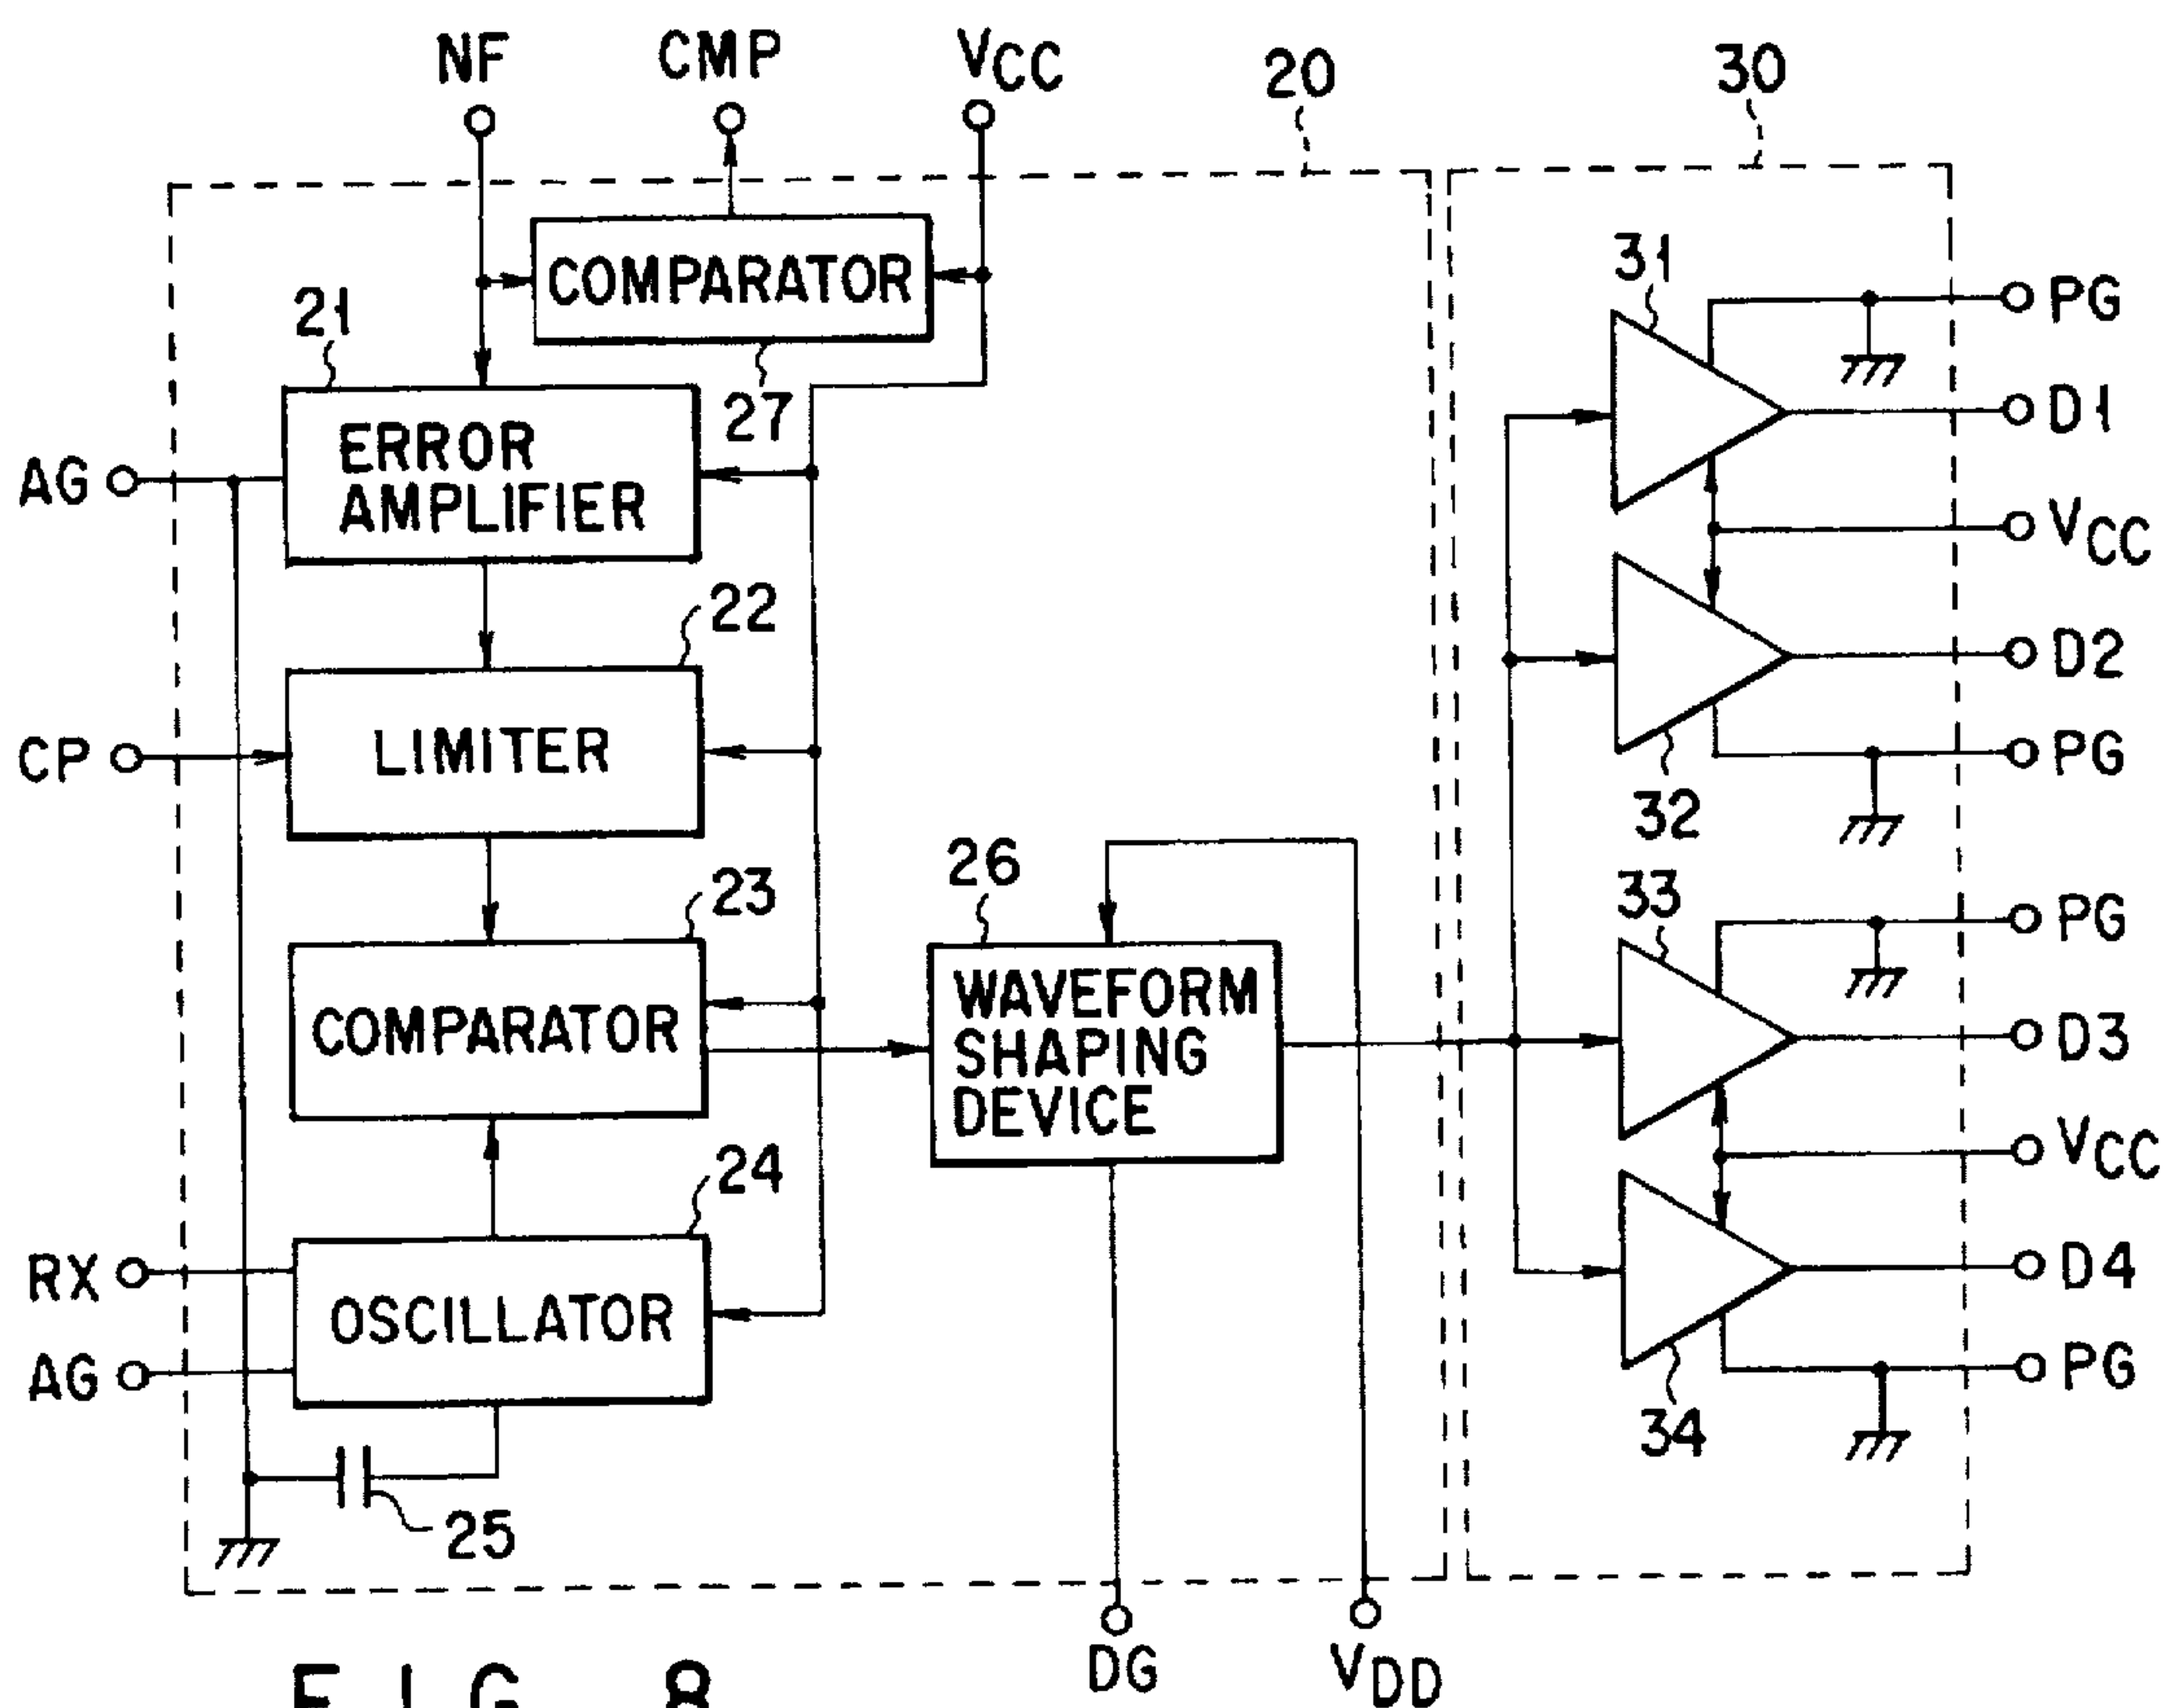 NF
CMP
VCC
20
30
COMPARATOR
27
21
ERROR
AMPLIFIER
AG
22
LIMITER
CP
23
COMPARATOR
24
OSCILLATOR
RX
AG
25
26
WAVEFORM
SHAPING
DEVICE
DG
VDD
31
PG
D1
VCC
D2
32
PG
33
PG
D3
VCC
D4
34
PG
FIG 8